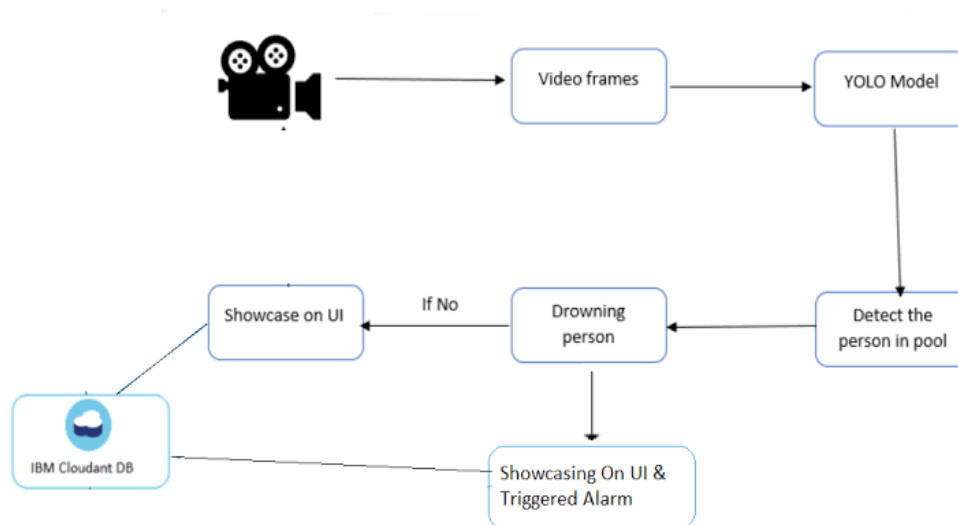 Video frames
YOLO Model
Showcase on UI
If No
Drowning
person
Detect the
person in pool
IBM Cloudant DB
Showcasing On UI &
Triggered Alarm